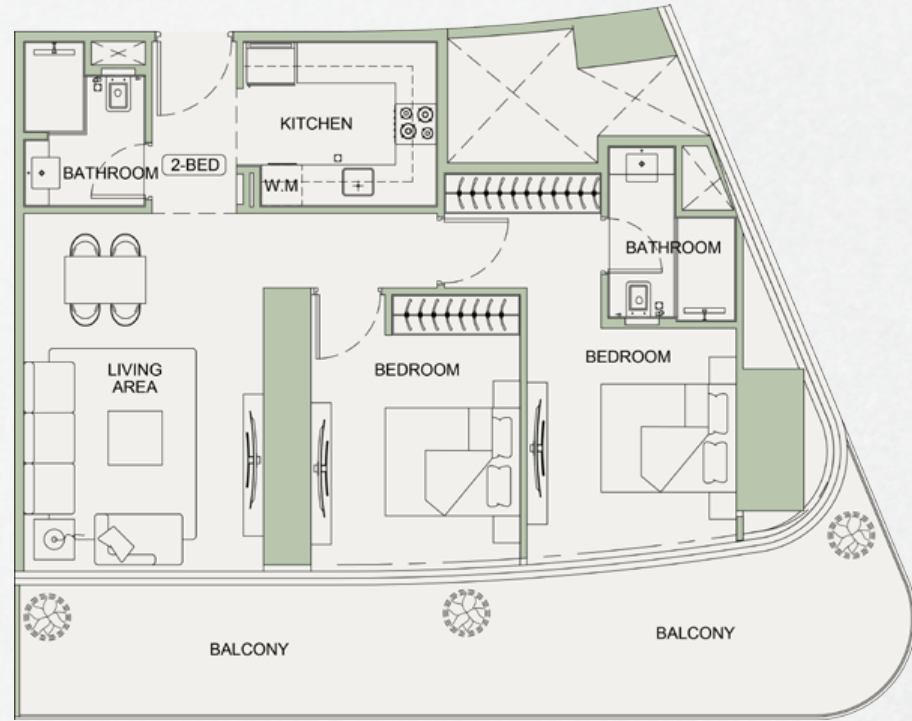 KITCHEN
BATHROOM
2-BED
W.M
BATHROOM
LIVING
AREA
BEDROOM
BEDROOM
BALCONY
BALCONY